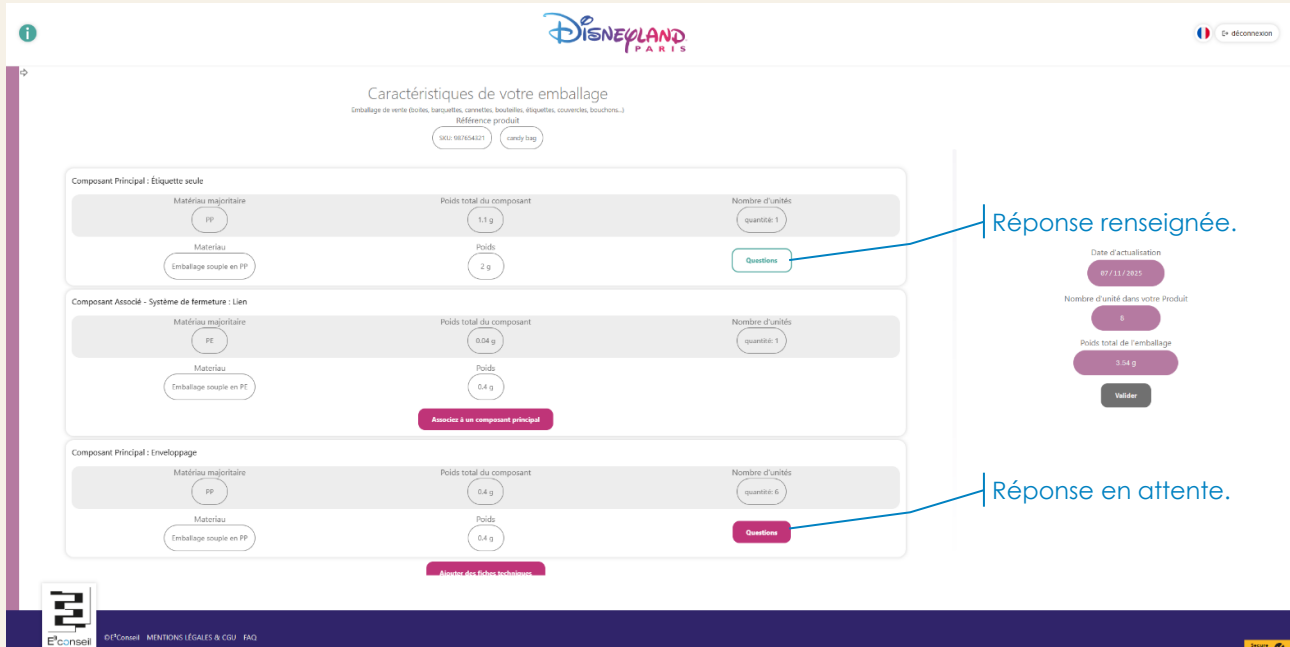 i
DISNEYLAND
PARIS
déconnexion
Caractéristiques de votre emballage
Emballage de vente (boites, barquettes, cannettes, bouteilles, étiquettes, couvercles, bouchons...)
Référence produit
SKU: 987654321 candy bag
Composant Principal : Étiquette seule
Matériau majoritaire Poids total du composant Nombre d'unités
PP 1.1 g quantité: 1
Materiau Poids
Emballage souple en PP 2 g Questions
Réponse renseignée.
Composant Associé - Système de fermeture : Lien
Matériau majoritaire Poids total du composant Nombre d'unités
PE 0.04 g quantité: 1
Materiau Poids
Emballage souple en PE 0.4 g
Associez à un composant principal
Composant Principal : Enveloppage
Matériau majoritaire Poids total du composant Nombre d'unités
PP 0.4 g quantité: 6
Materiau Poids
Emballage souple en PP 0.4 g Questions
Réponse en attente.
Ajouter des fiches techniques
Date d'actualisation
07/11/2025
Nombre d'unité dans votre Produit
6
Poids total de l'emballage
3.54 g
Valider
E³conseil
©E³Conseil MENTIONS LÉGALES & CGU FAQ
Secure